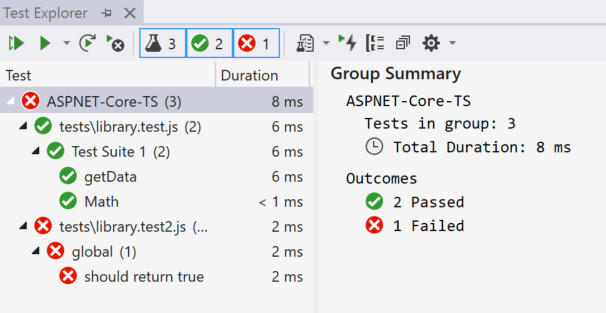 Test Explorer
3 2 1
Test Duration
ASPNET-Core-TS (3) 8 ms
tests\library.test.js (2) 6 ms
Test Suite 1 (2) 6 ms
getData 6 ms
Math < 1 ms
tests\library.test2.js (... 2 ms
global (1) 2 ms
should return true 2 ms
Group Summary
ASPNET-Core-TS
Tests in group: 3
Total Duration: 8 ms
Outcomes
2 Passed
1 Failed